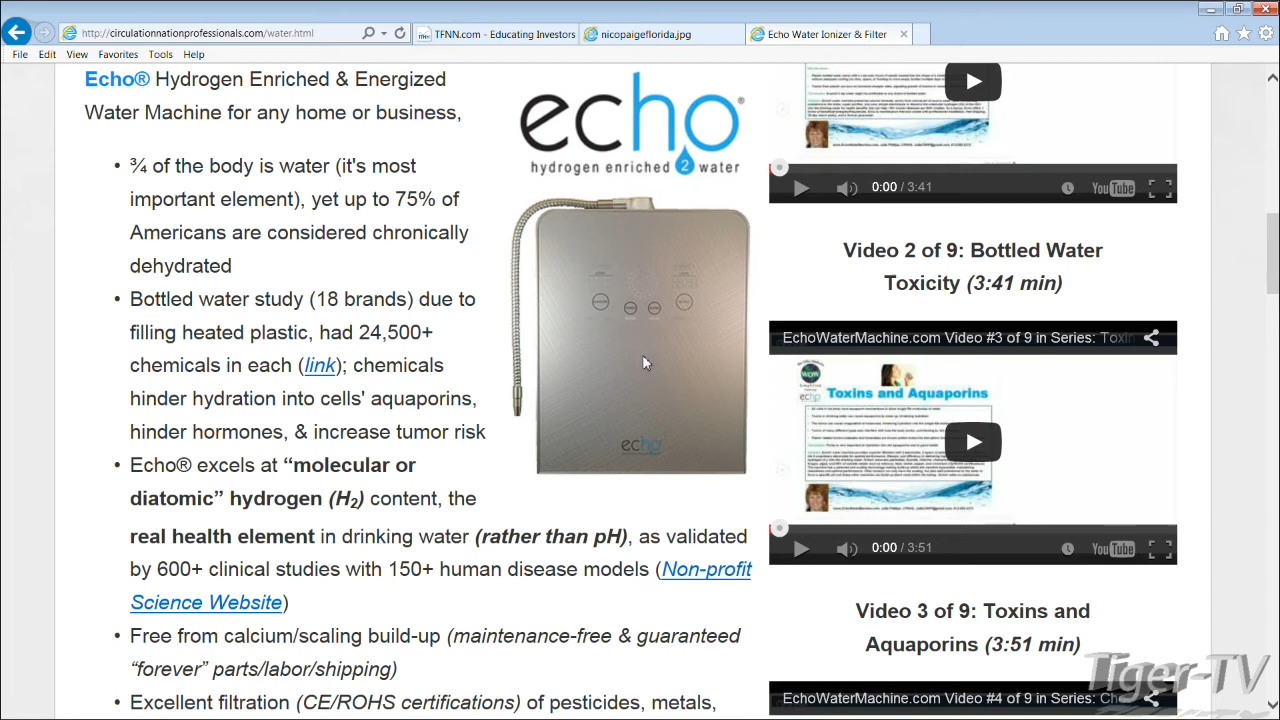 http://circulationnationprofessionals.com/water.html
TFNN.com - Educating Investors
nicopaigeflorida.jpg
Echo Water Ionizer & Filter
File Edit View Favorites Tools Help
Echo® Hydrogen Enriched & Energized
home or business,
• ¾ of the body is water (it's most
important element), yet up to 75% of
Americans are considered chronically
dehydrated
• Bottled water study (18 brands) due to
filling heated plastic, had 24,500+
chemicals in each (link); chemicals
hinder hydration into cells' aquaporins,
& increase tumor risk
at “molecular or
diatomic” hydrogen (H2) content, the
real health element in drinking water (rather than pH), as validated
by 600+ clinical studies with 150+ human disease models (Non-profit
Science Website)
• Free from calcium/scaling build-up (maintenance-free & guaranteed
“forever” parts/labor/shipping)
• Excellent filtration (CE/ROHS certifications) of pesticides, metals,
echo®
hydrogen enriched 2 water
echo
0:00 / 3:41
YouTube
Video 2 of 9: Bottled Water
Toxicity (3:41 min)
EchoWaterMachine.com Video #3 of 9 in Series: Toxin
WOW
echo
Toxins and Aquaporins
0:00 / 3:51
YouTube
Video 3 of 9: Toxins and
Aquaporins (3:51 min)
EchoWaterMachine.com Video #4 of 9 in Series: Ch
Tiger-TV